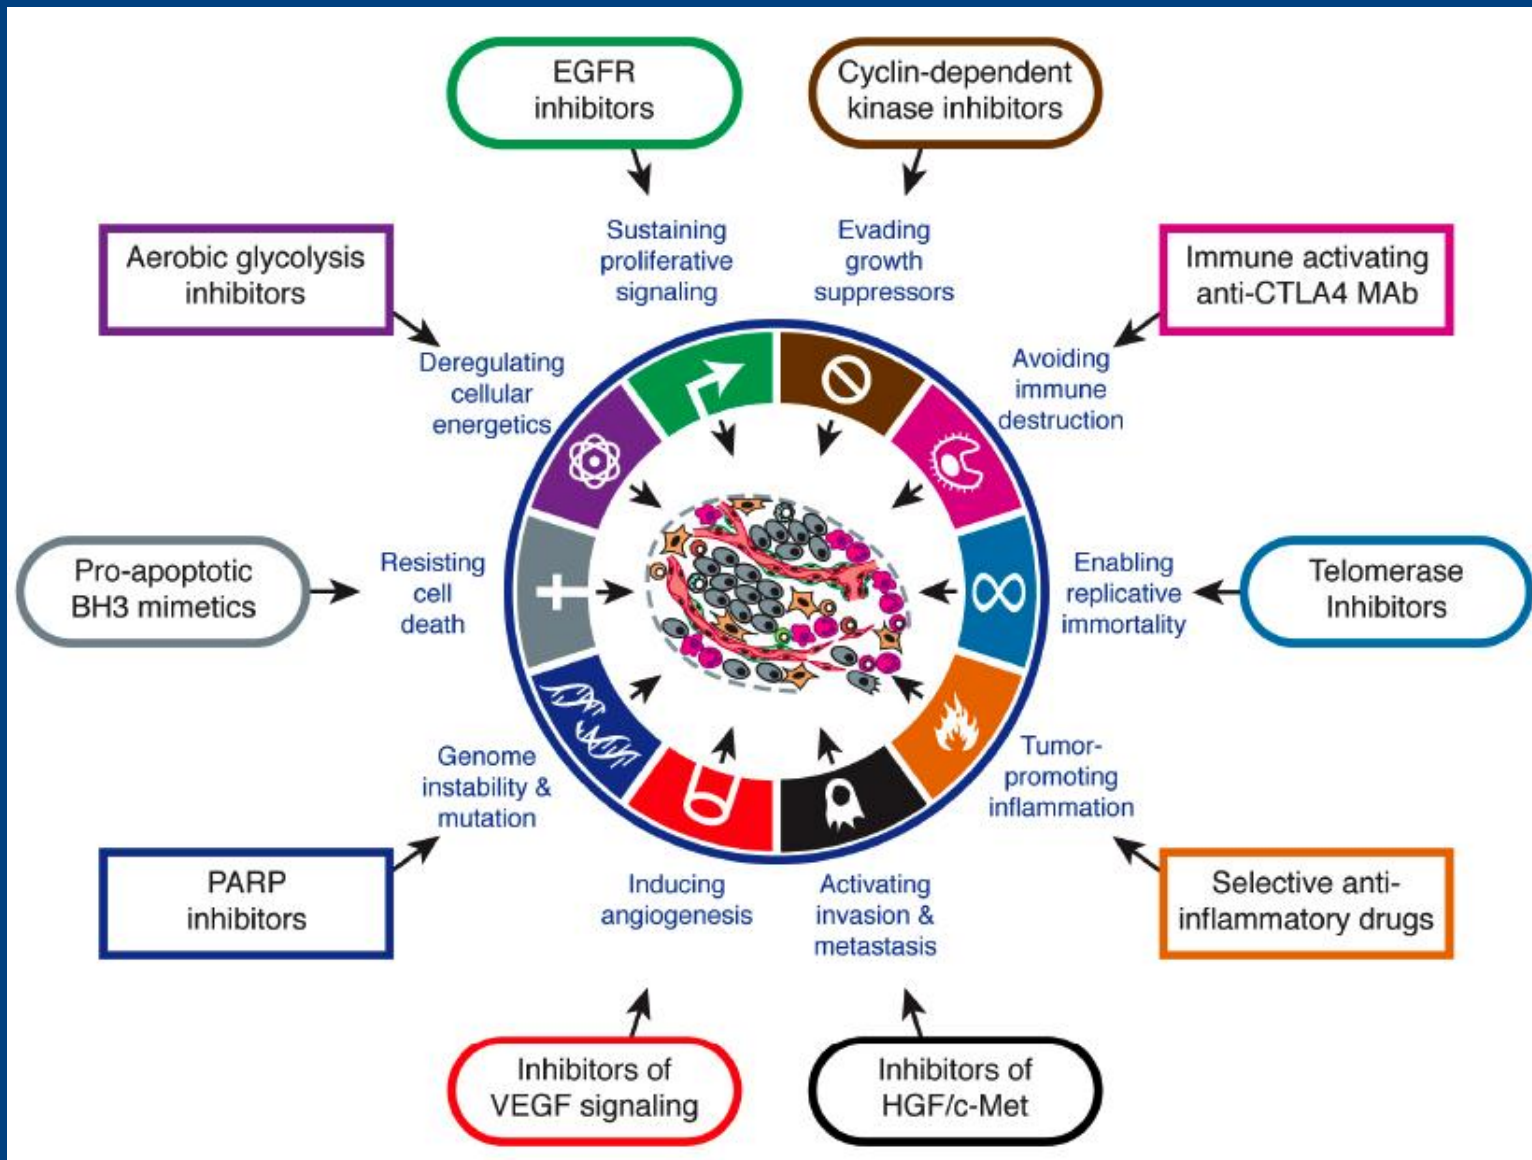 EGFR
inhibitors
Cyclin-dependent
kinase inhibitors
Aerobic glycolysis
inhibitors
Sustaining
proliferative
signaling
Evading
growth
suppressors
Immune activating
anti-CTLA4 MAb
Deregulating
cellular
energetics
Avoiding
immune
destruction
Pro-apoptotic
BH3 mimetics
Resisting
cell
death
Enabling
replicative
immortality
Telomerase
Inhibitors
Genome
instability &
mutation
Tumor-
promoting
inflammation
PARP
inhibitors
Inducing
angiogenesis
Activating
invasion &
metastasis
Selective anti-
inflammatory drugs
Inhibitors of
VEGF signaling
Inhibitors of
HGF/c-Met